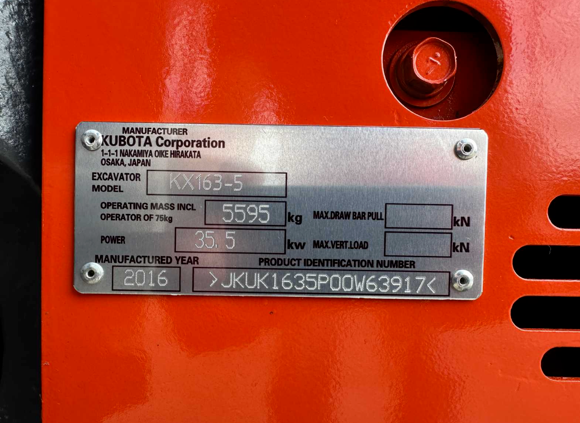 MANUFACTURER
KUBOTA Corporation
1-1-1 NAKAMIYA OIKE HIRAKATA
OSAKA, JAPAN
EXCAVATOR MODEL KX163-5
OPERATING MASS INCL OPERATOR OF 75kg 5595 kg MAX.DRAW BAR PULL kN
POWER 35.5 kw MAX.VERT.LOAD kN
MANUFACTURED YEAR PRODUCT IDENTIFICATION NUMBER
2016 >JKUK1635P00W63917<